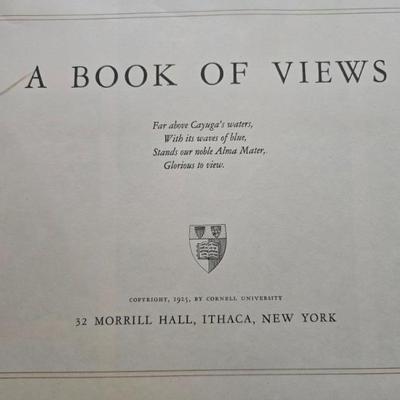 A BOOK OF VIEWS
Far above Cayuga's waters,
With its waves of blue,
Stands our noble Alma Mater,
Glorious to view.
COPYRIGHT, 1925, BY CORNELL UNIVERSITY
32 MORRILL HALL, ITHACA, NEW YORK